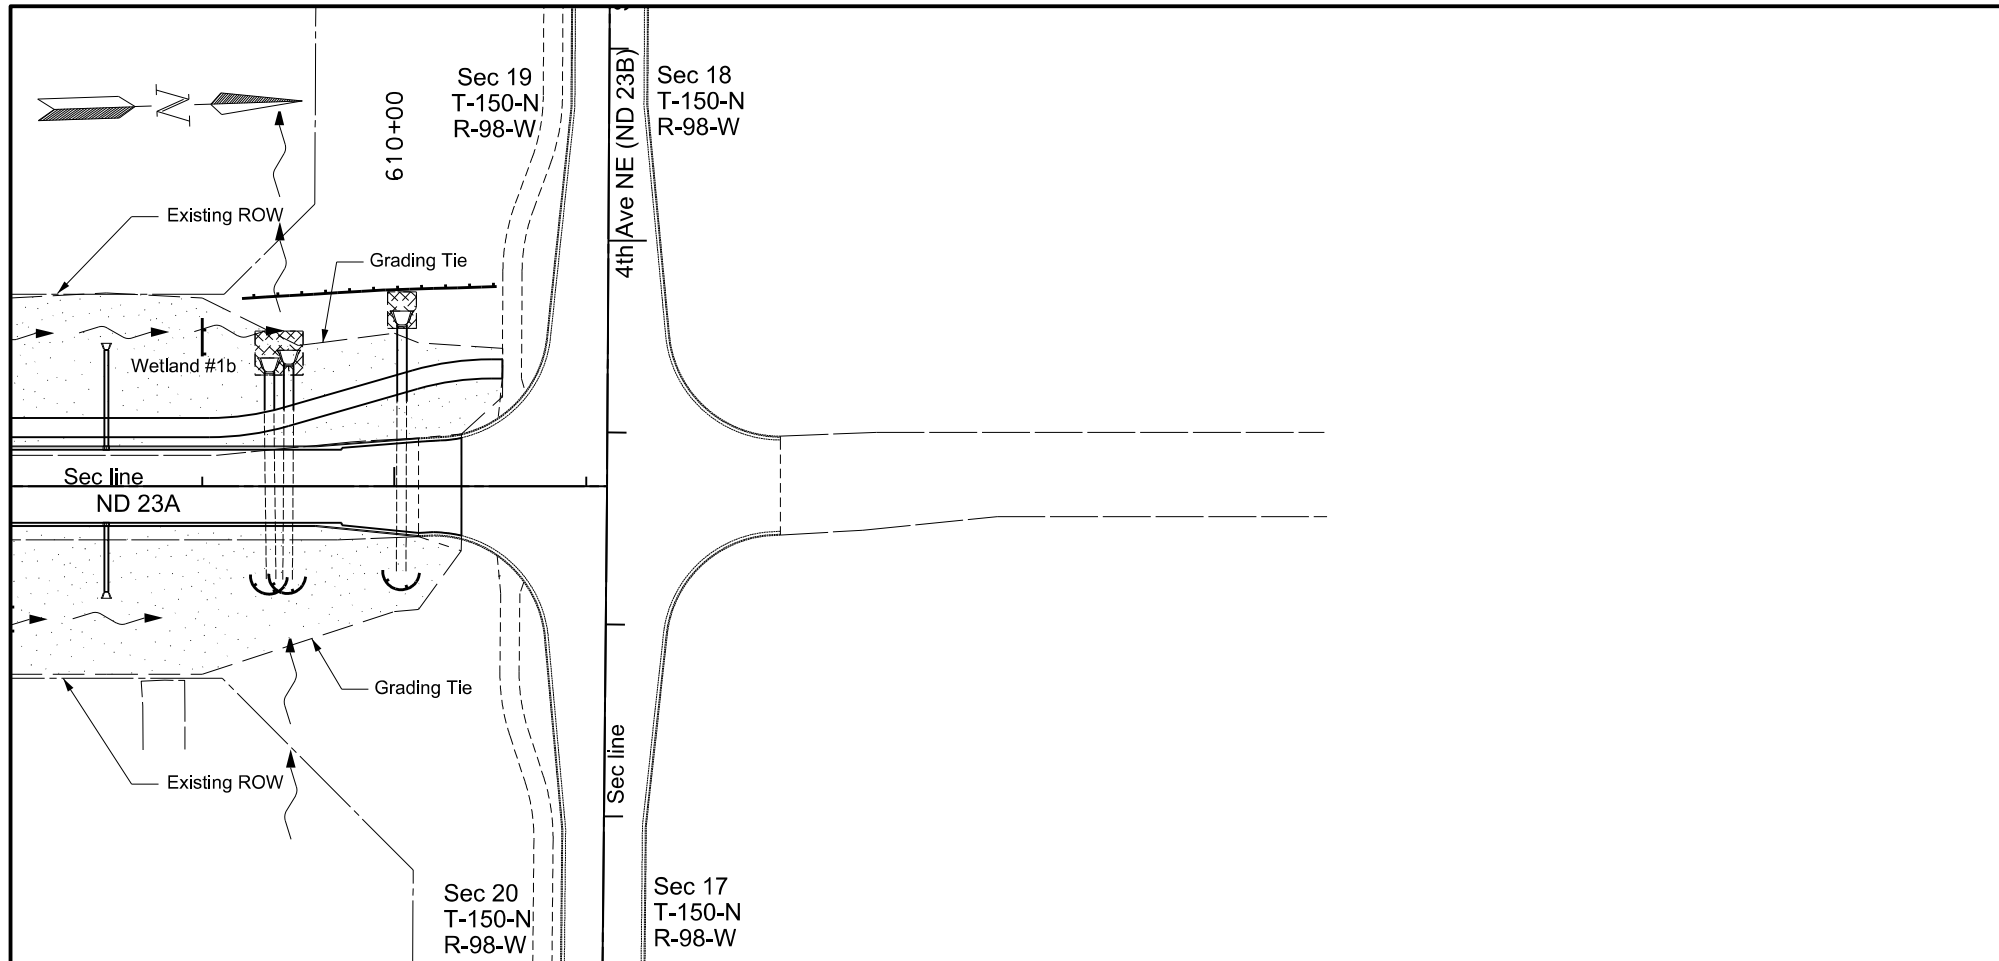 Sec 19
T-150-N
R-98-W
Sec 18
T-150-N
R-98-W
N
610+00
4th Ave NE (ND 23B)
Existing ROW
Grading Tie
Wetland #1b
Sec line
ND 23A
Grading Tie
Existing ROW
Sec line
Sec 20
T-150-N
R-98-W
Sec 17
T-150-N
R-98-W